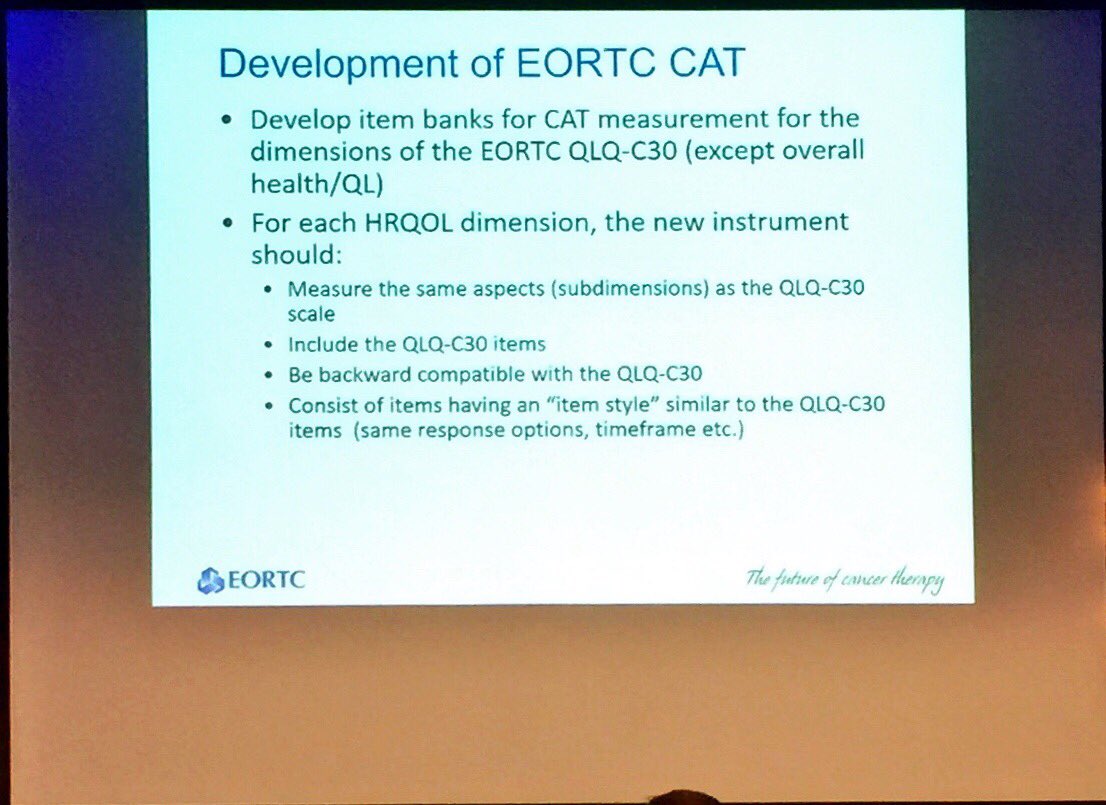 Development of EORTC CAT
• Develop item banks for CAT measurement for the
dimensions of the EORTC QLQ-C30 (except overall
health/QL)
• For each HRQOL dimension, the new instrument
should:
• Measure the same aspects (subdimensions) as the QLQ-C30
scale
• Include the QLQ-C30 items
• Be backward compatible with the QLQ-C30
• Consist of items having an “item style” similar to the QLQ-C30
items (same response options, timeframe etc.)
EORTC
The future of cancer therapy